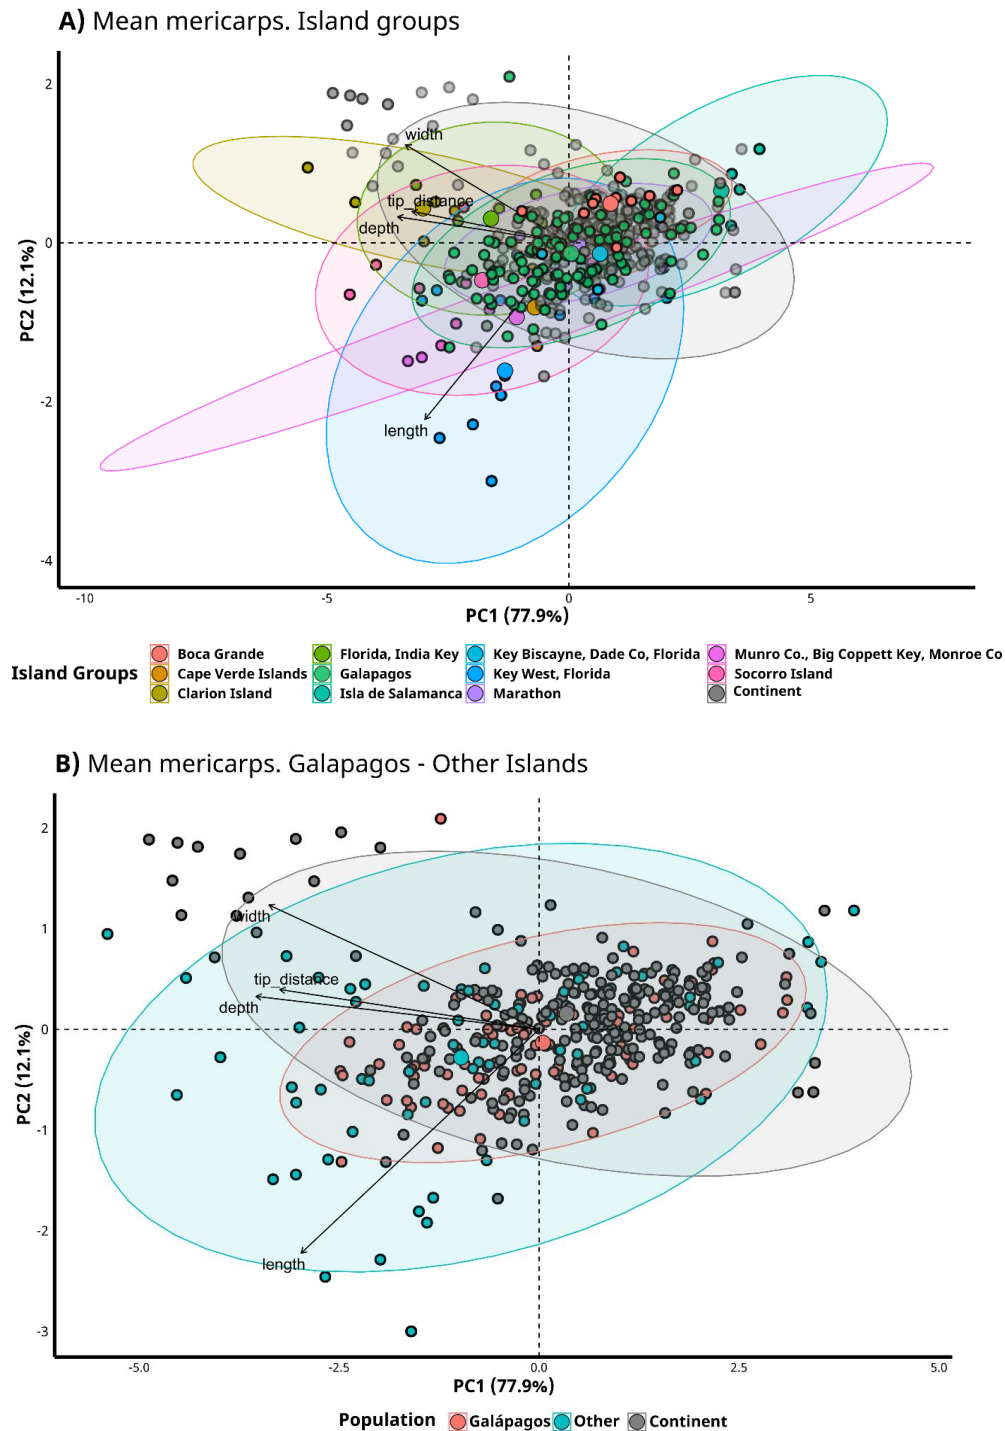 A) Mean mericarps. Island groups
2
width
tip_distance
depth
0
PC2 (12.1%)
-2
length
-4
-10
-5
0
5
PC1 (77.9%)
Island Groups
Boca Grande
Florida, India Key
Key Biscayne, Dade Co, Florida
Munro Co., Big Coppett Key, Monroe Co
Cape Verde Islands
Galapagos
Key West, Florida
Socorro Island
Clarion Island
Isla de Salamanca
Marathon
Continent
B) Mean mericarps. Galapagos - Other Islands
2
1
width
tip_distance
depth
0
PC2 (12.1%)
-1
-2
length
-3
-5.0
-2.5
0.0
2.5
5.0
PC1 (77.9%)
Population
Galápagos
Other
Continent